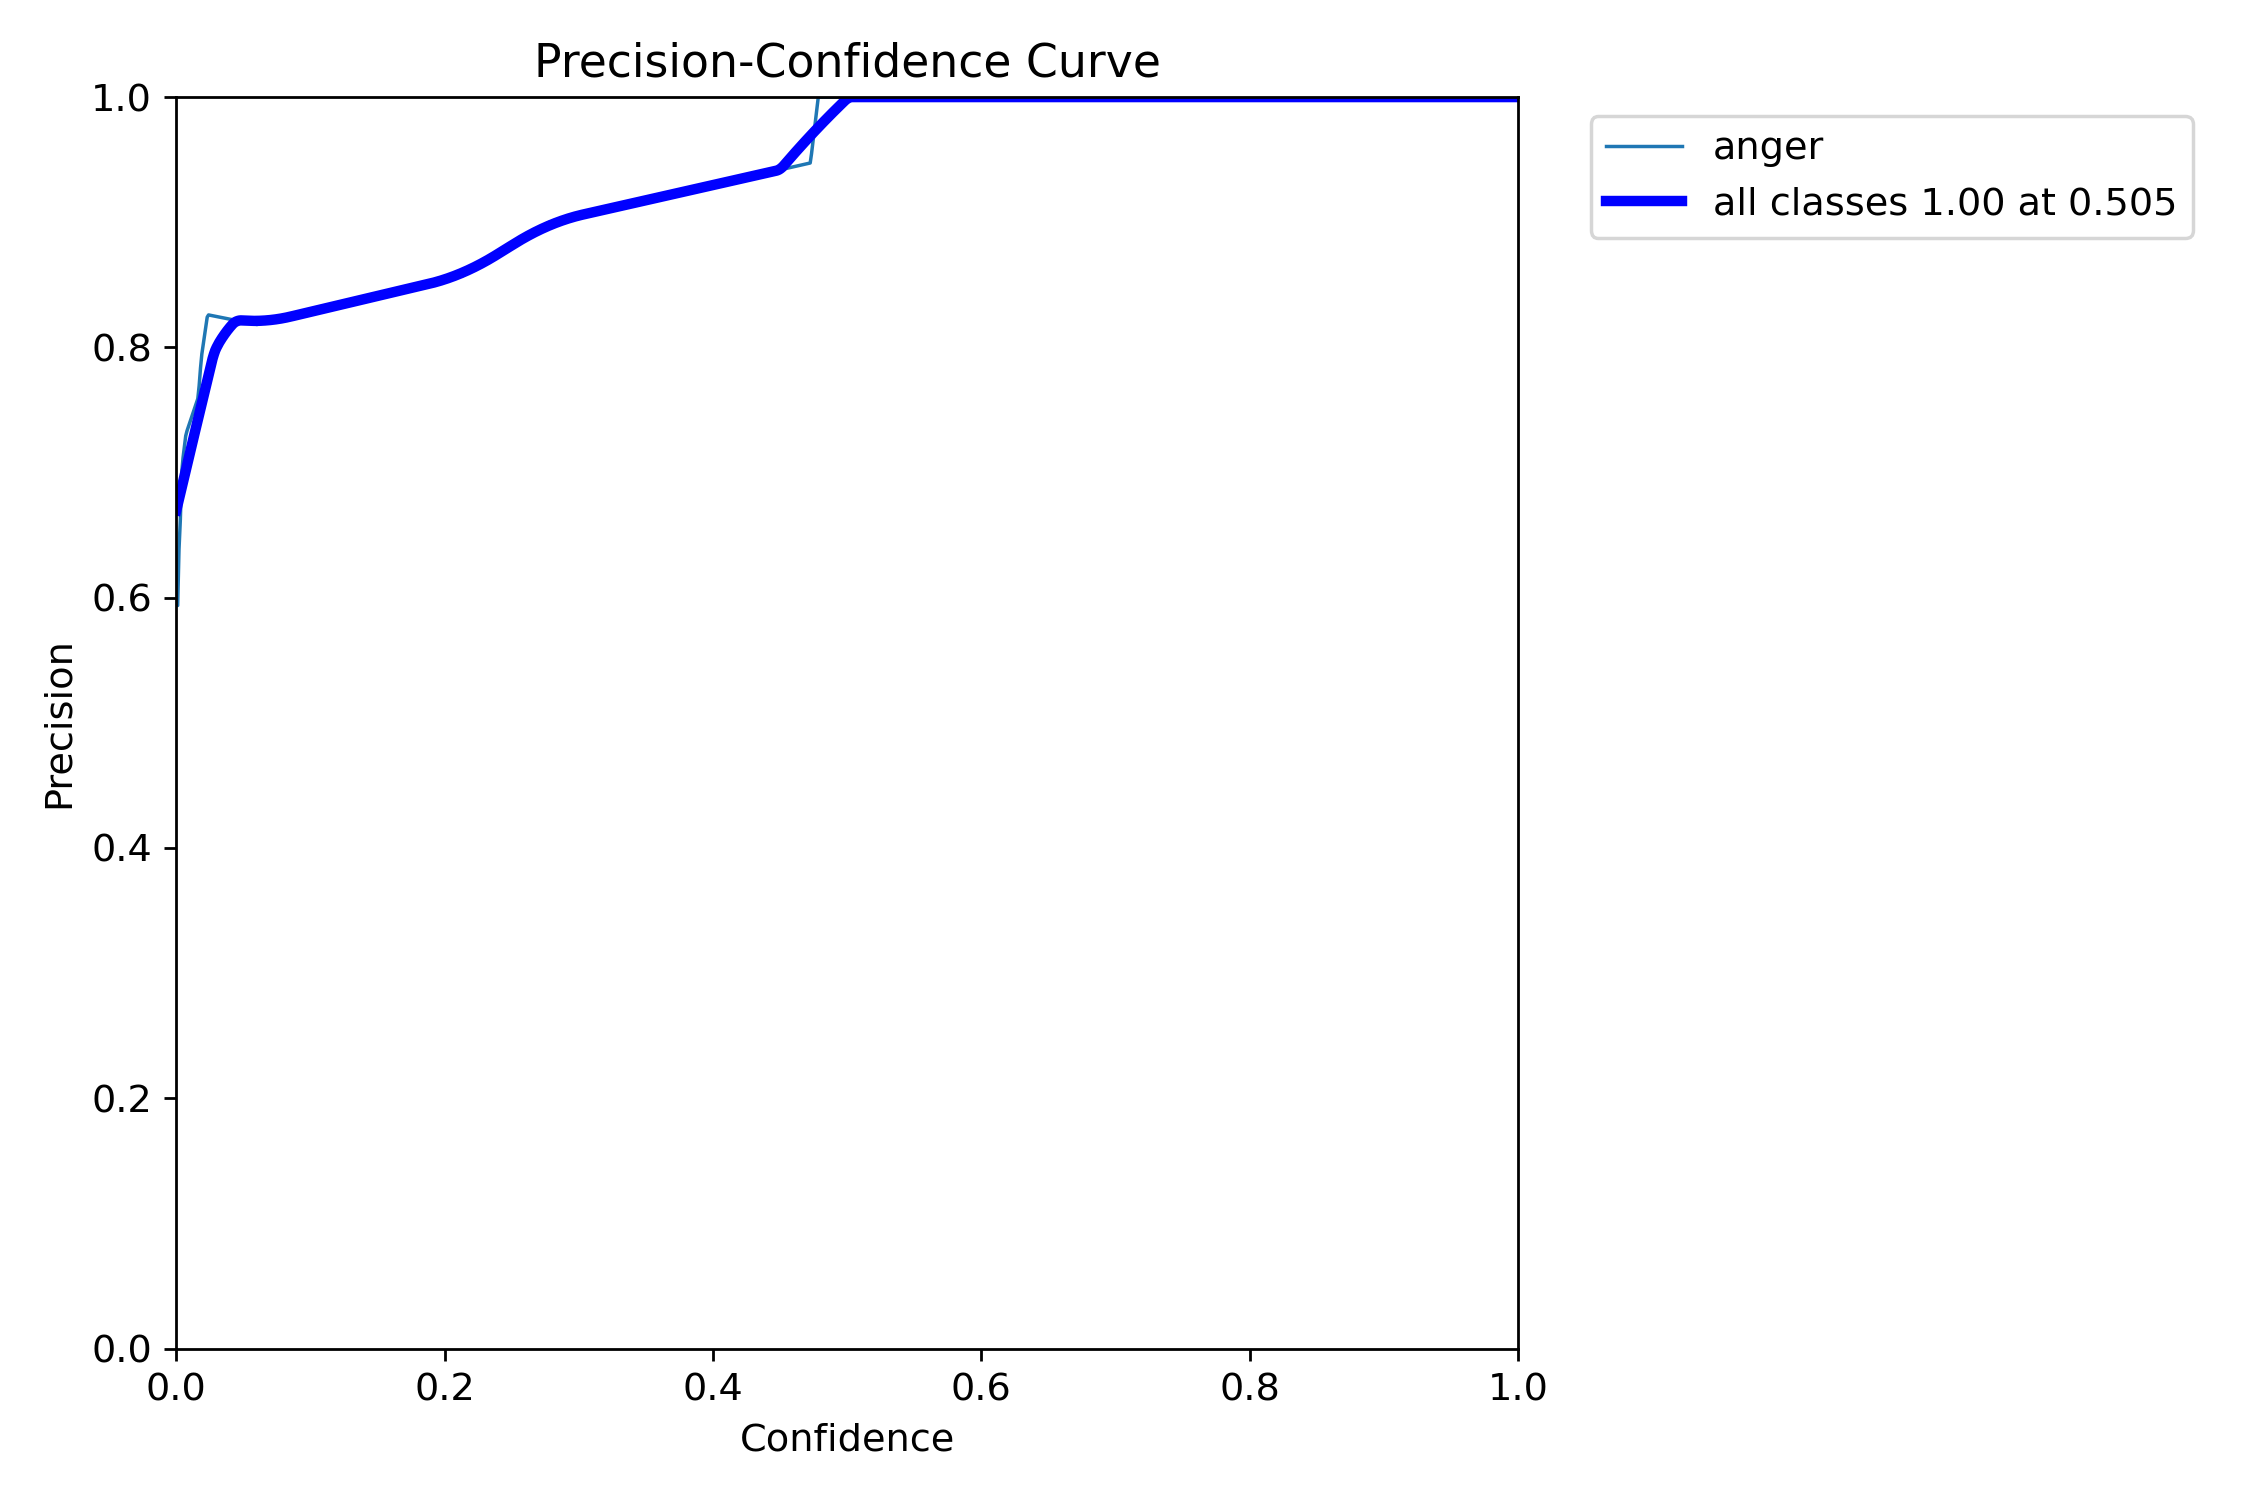 Precision-Confidence Curve
anger
all classes 1.00 at 0.505
Precision
1.0
0.8
0.6
0.4
0.2
0.0
0.0 0.2 0.4 0.6 0.8 1.0
Confidence